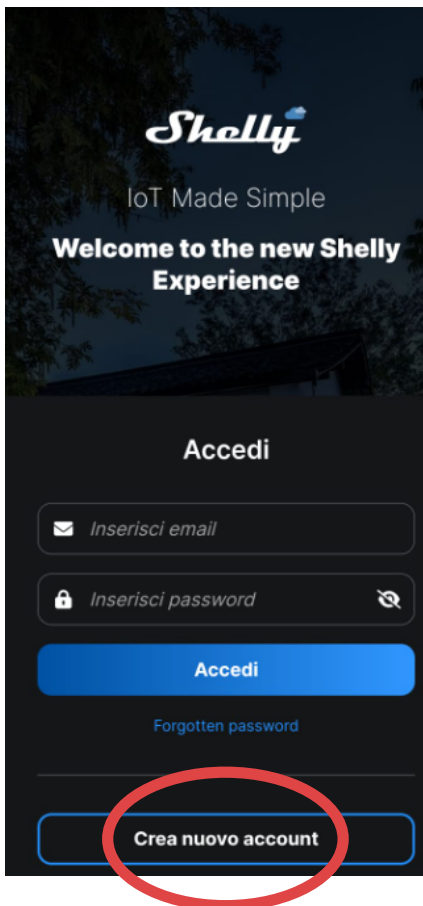 Shelly
IoT Made Simple
Welcome to the new Shelly
Experience
Accedi
Inserisci email
Inserisci password
Accedi
Forgotten password
Crea nuovo account